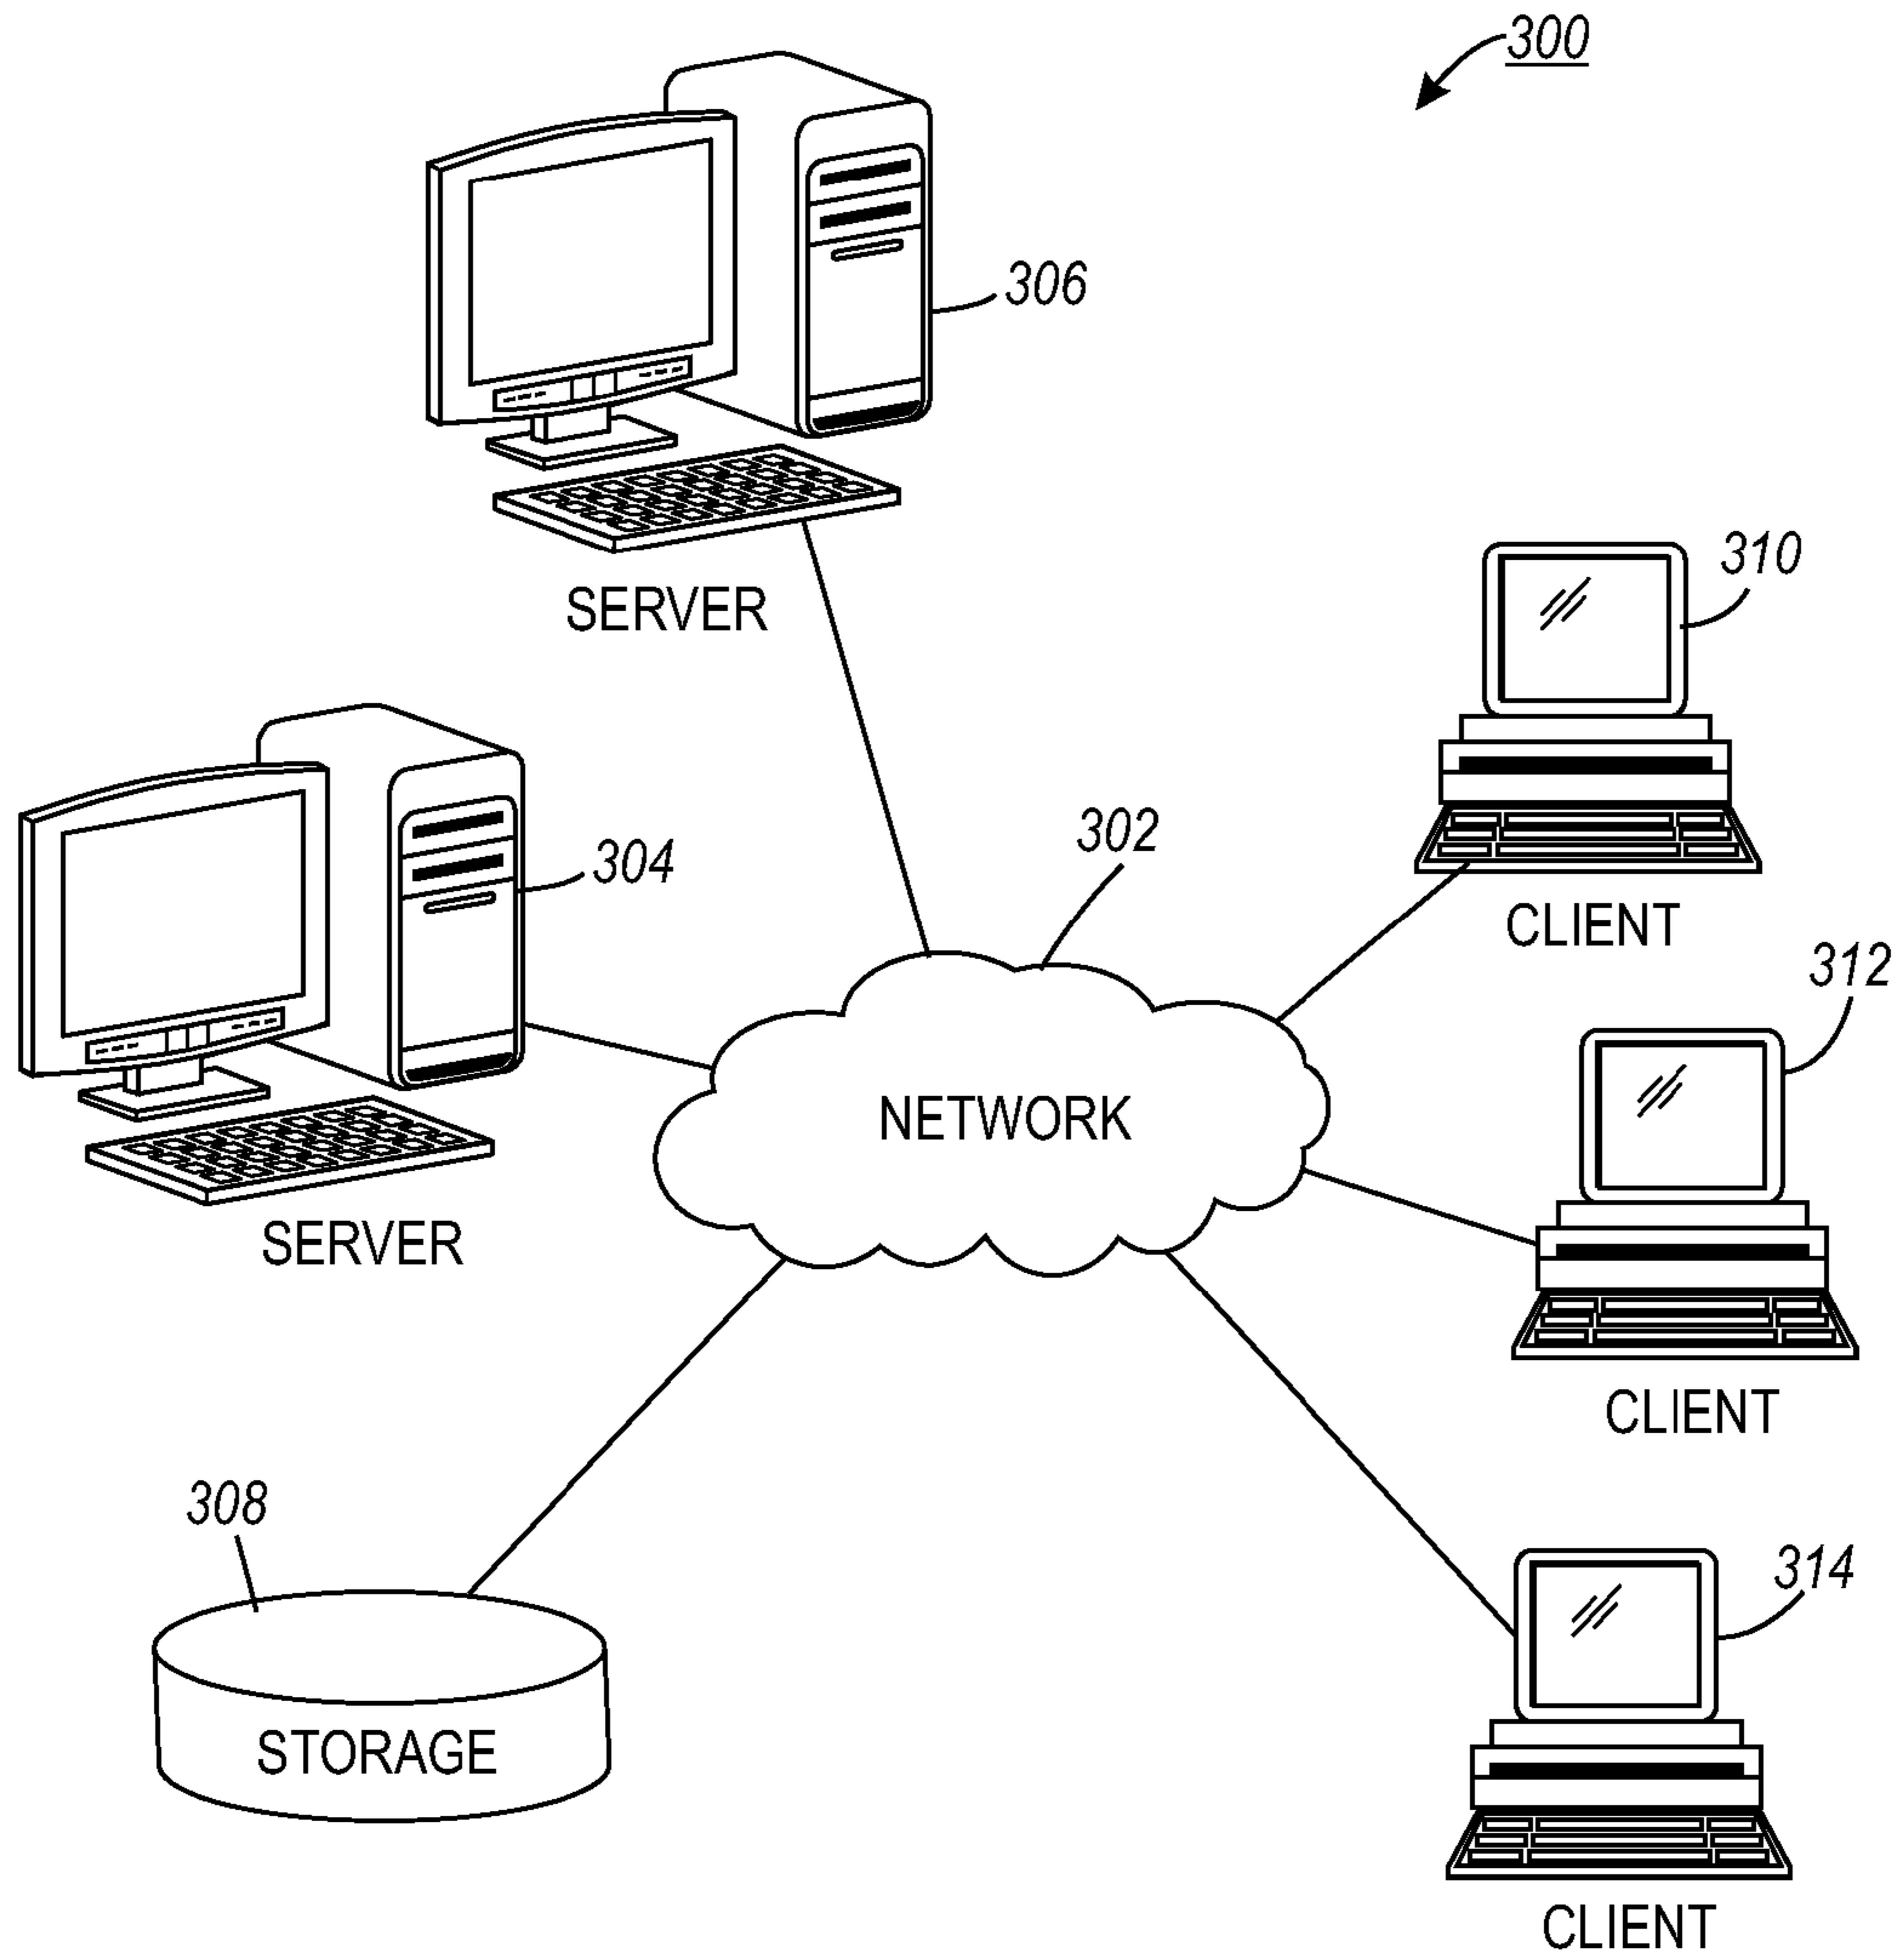 300
306
SERVER
310
CLIENT
304
SERVER
302
NETWORK
312
CLIENT
308
STORAGE
314
CLIENT